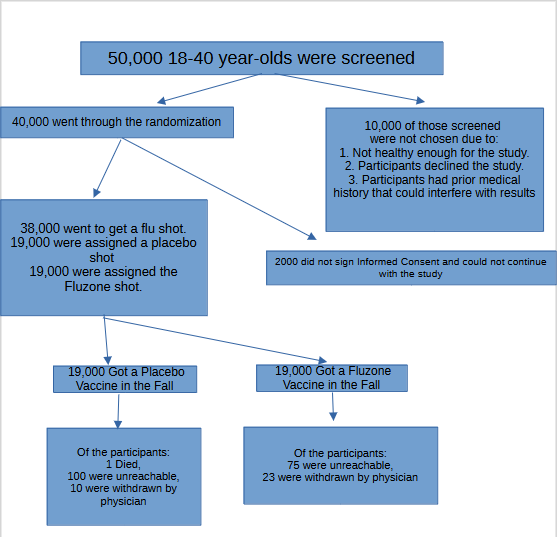 50,000 18-40 year-olds were screened
40,000 went through the randomization
10,000 of those screened
were not chosen due to:
1. Not healthy enough for the study.
2. Participants declined the study.
3. Participants had prior medical
history that could interfere with results
38,000 went to get a flu shot.
19,000 were assigned a placebo
shot
19,000 were assigned the
Fluzone shot.
2000 did not sign Informed Consent and could not continue
with the study
19,000 Got a Placebo
Vaccine in the Fall
19,000 Got a Fluzone
Vaccine in the Fall
Of the participants:
1 Died,
100 were unreachable,
10 were withdrawn by
physician
Of the participants:
75 were unreachable,
23 were withdrawn by physician